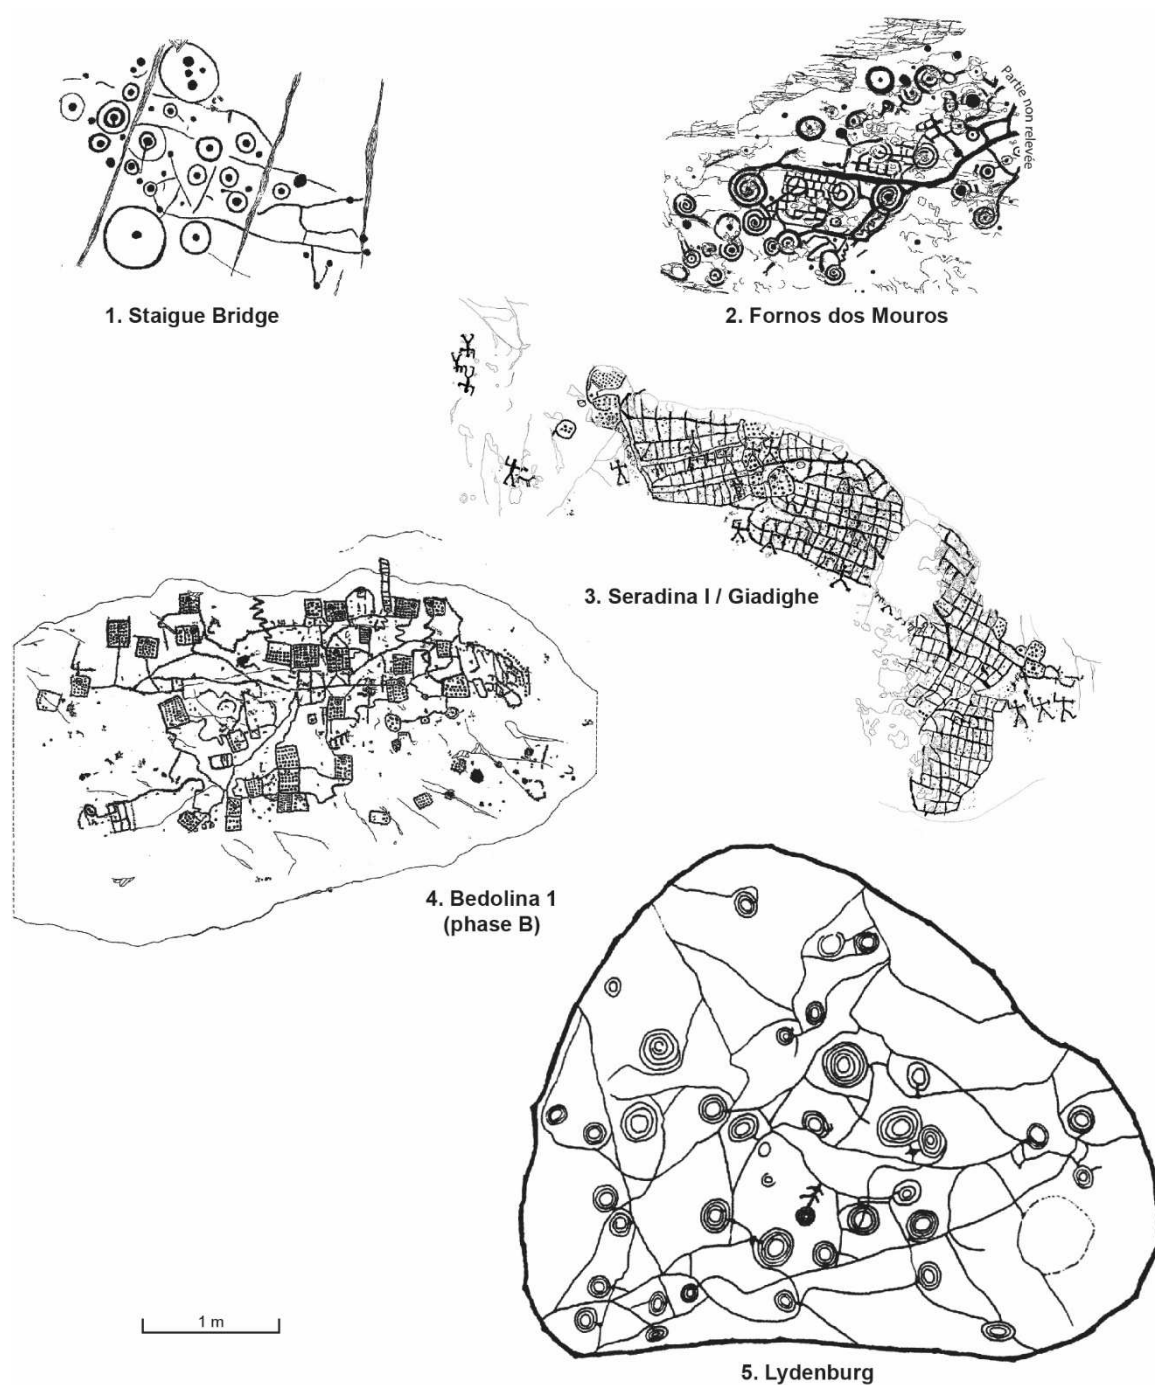 Partie non relevée
1. Staigue Bridge
2. Fornos dos Mouros
3. Seradina I / Giadighe
4. Bedolina 1
(phase B)
1 m
5. Lydenburg